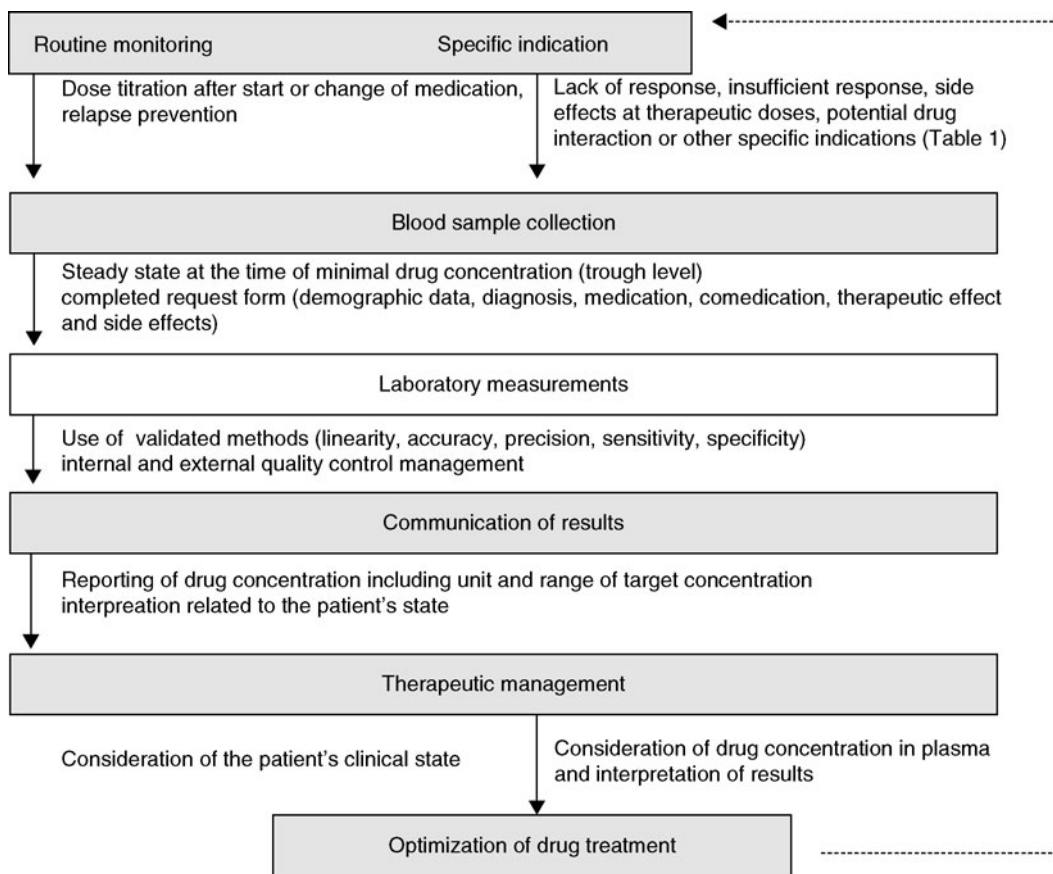 Routine monitoring
Specific indication
Dose titration after start or change of medication,
relapse prevention
Lack of response, insufficient response, side
effects at therapeutic doses, potential drug
interaction or other specific indications (Table 1)
Blood sample collection
Steady state at the time of minimal drug concentration (trough level)
completed request form (demographic data, diagnosis, medication, comedication, therapeutic effect
and side effects)
Laboratory measurements
Use of validated methods (linearity, accuracy, precision, sensitivity, specificity)
internal and external quality control management
Communication of results
Reporting of drug concentration including unit and range of target concentration
interpreation related to the patient’s state
Therapeutic management
Consideration of the patient’s clinical state
Consideration of drug concentration in plasma
and interpretation of results
Optimization of drug treatment